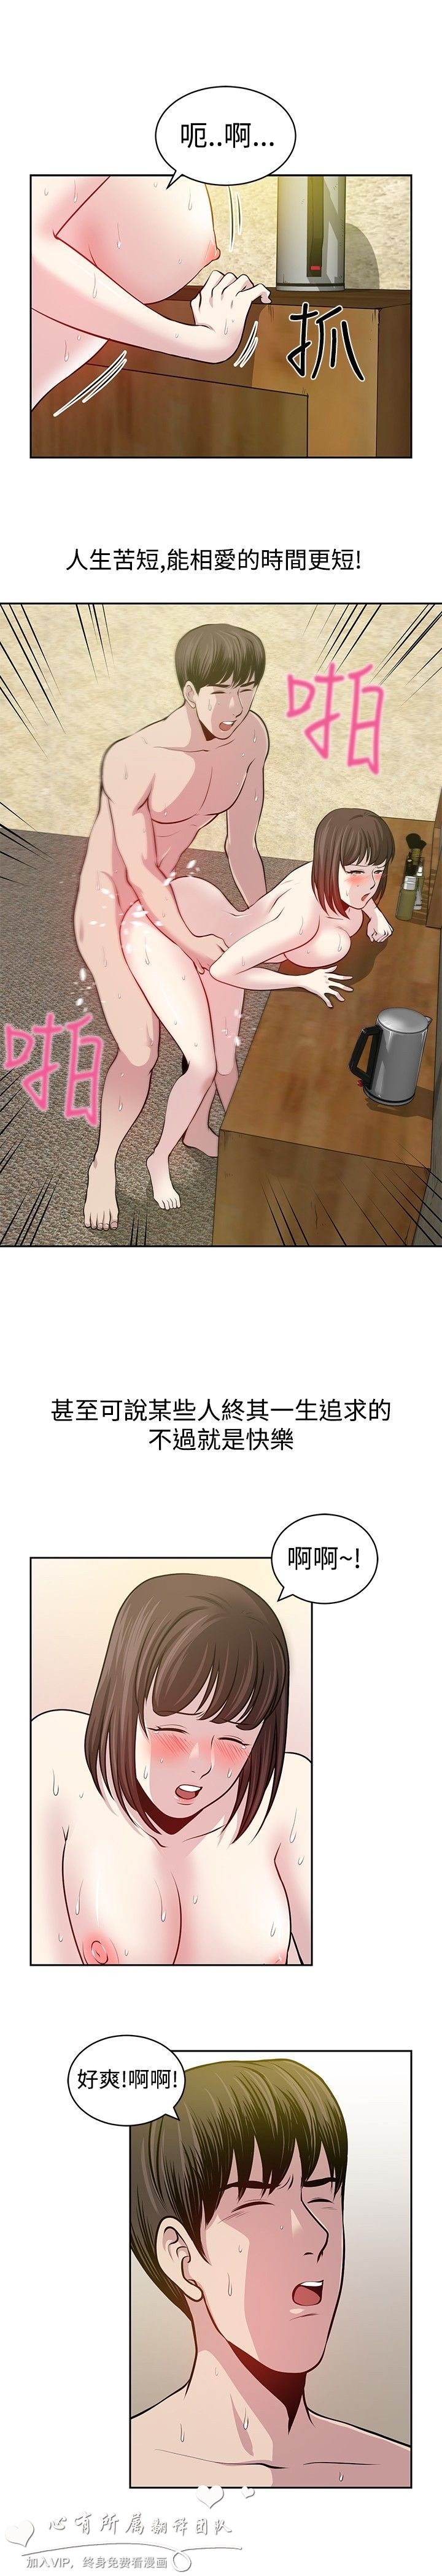 呃..啊...
抓
人生苦短,能相愛的時間更短!
啪
啪
甚至可說某些人終其一生追求的
不過就是快樂
啊啊~!
好爽!啊啊!
心有所属翻译团队
加入VIP，终身免费看漫画